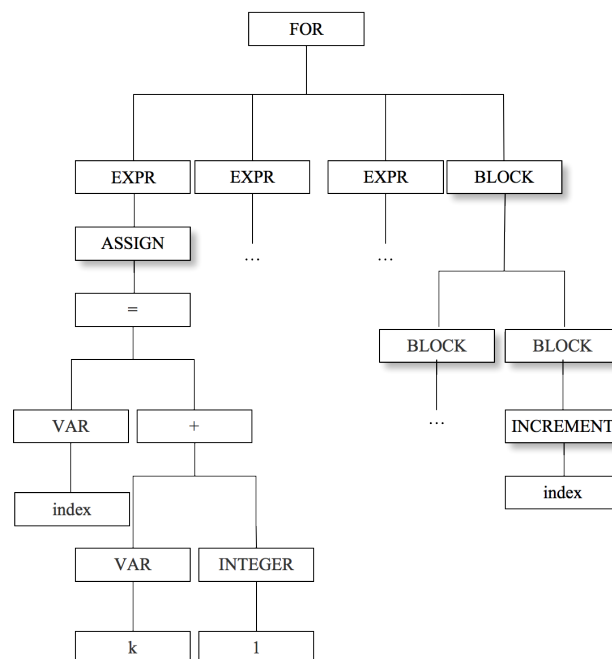 FOR
EXPR EXPR EXPR BLOCK
ASSIGN ... ...
=
BLOCK BLOCK
VAR + ... INCREMENT
index index
VAR INTEGER
k 1